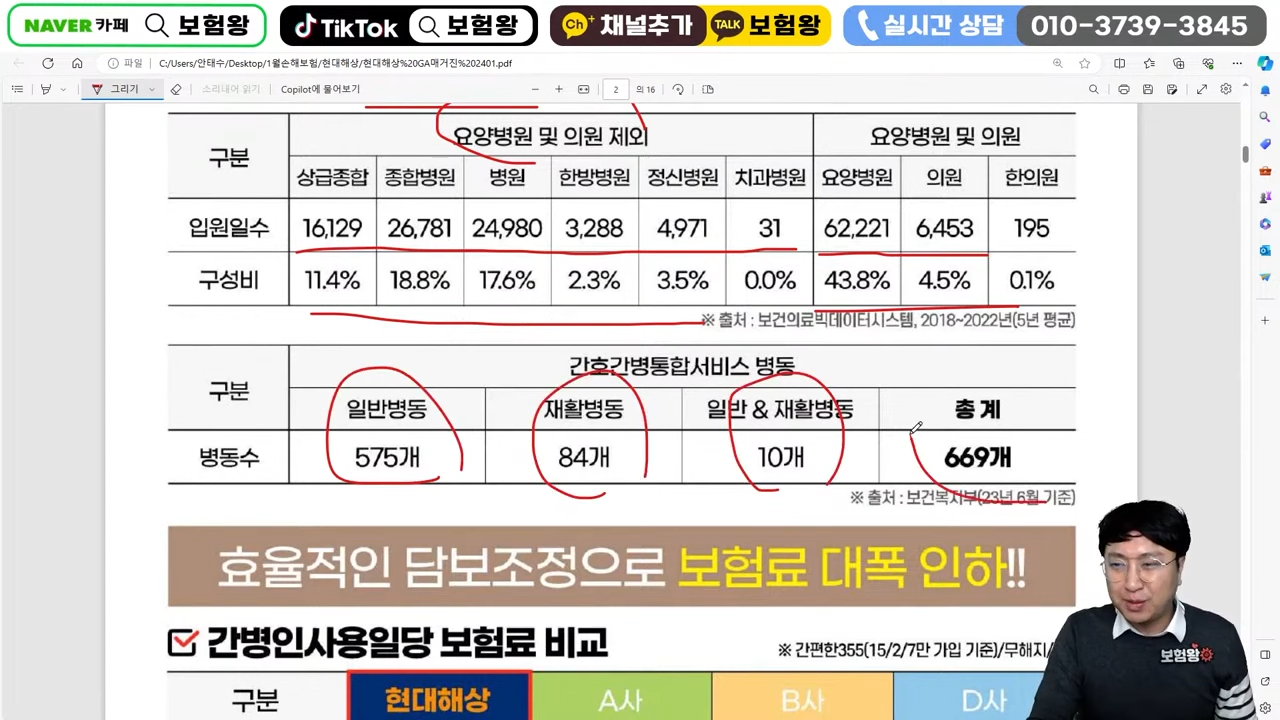 NAVER 카페 보험왕 TikTok 보험왕 Ch+ 채널추가 TALK 보험왕 실시간 상담 010-3739-3845
파일 C:/Users/안태수/Desktop/1월손해보험/현대해상/현대해상%20GA매거진%202401.pdf
그리기 소리내어 읽기 Copilot에 물어보기 2 의 16
구분 요양병원 및 의원 제외 요양병원 및 의원
상급종합 종합병원 병원 한방병원 정신병원 치과병원 요양병원 의원 한의원
입원일수 16,129 26,781 24,980 3,288 4,971 31 62,221 6,453 195
구성비 11.4% 18.8% 17.6% 2.3% 3.5% 0.0% 43.8% 4.5% 0.1%
※ 출처 : 보건의료빅데이터시스템, 2018~2022년(5년 평균)
구분 간호간병통합서비스 병동
일반병동 재활병동 일반 & 재활병동 총 계
병동수 575개 84개 10개 669개
※ 출처 : 보건복지부(23년 6월 기준)
효율적인 담보조정으로 보험료 대폭 인하!!
간병인사용일당 보험료 비교 ※ 간편한355(15/2/7만 가입 기준)/무해지/
구분 현대해상 A사 B사 D사
보험왕